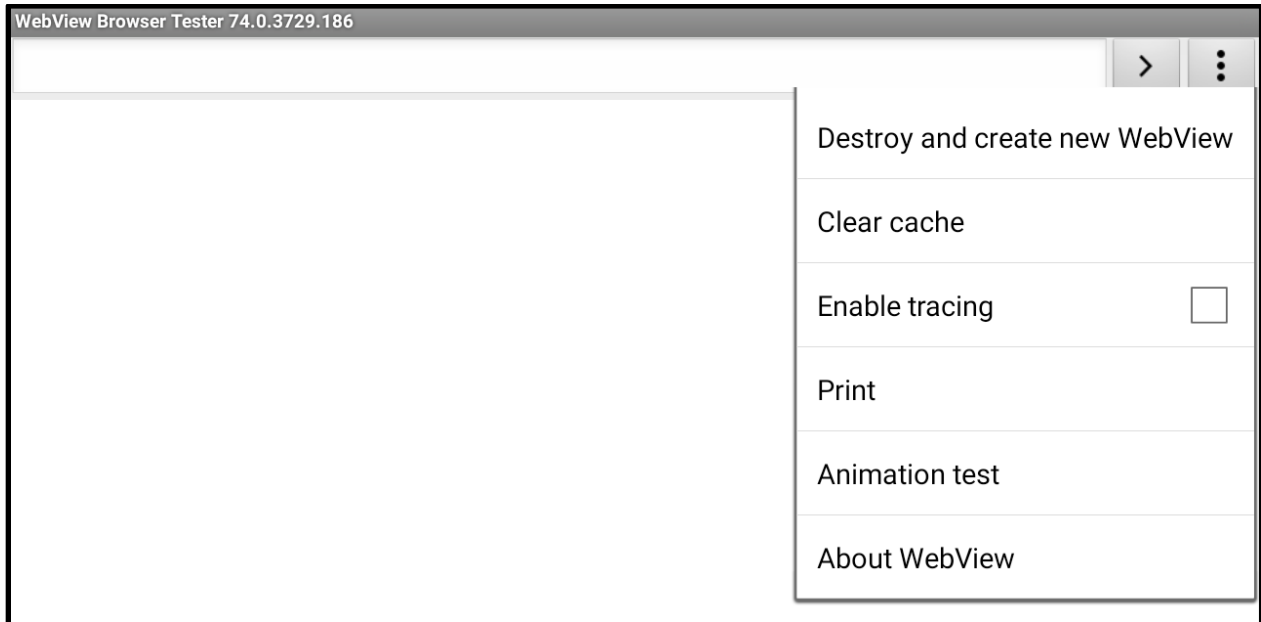 WebView Browser Tester 74.0.3729.186
Destroy and create new WebView
Clear cache
Enable tracing
Print
Animation test
About WebView